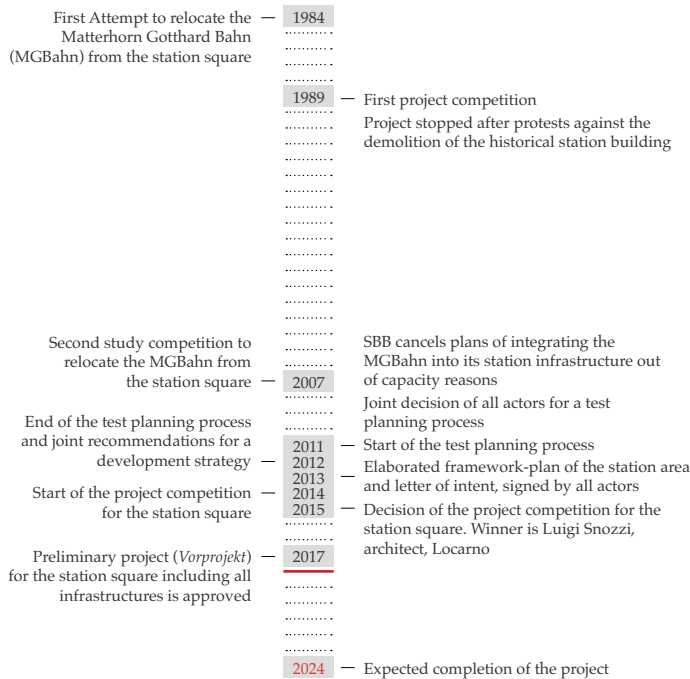 First Attempt to relocate the
Matterhorn Gotthard Bahn
(MGBahn) from the station square
1984
1989
First project competition
Project stopped after protests against the
demolition of the historical station building
Second study competition to
relocate the MGBahn from
the station square
2007
SBB cancels plans of integrating the
MGBahn into its station infrastructure out
of capacity reasons
Joint decision of all actors for a test
planning process
End of the test planning process
and joint recommendations for a
development strategy
2011
Start of the test planning process
2012
2013
Elaborated framework-plan of the station area
and letter of intent, signed by all actors
Start of the project competition
for the station square
2014
2015
Decision of the project competition for the
station square. Winner is Luigi Snozzi,
architect, Locarno
Preliminary project (Vorprojekt)
for the station square including all
infrastructures is approved
2017
2024
Expected completion of the project